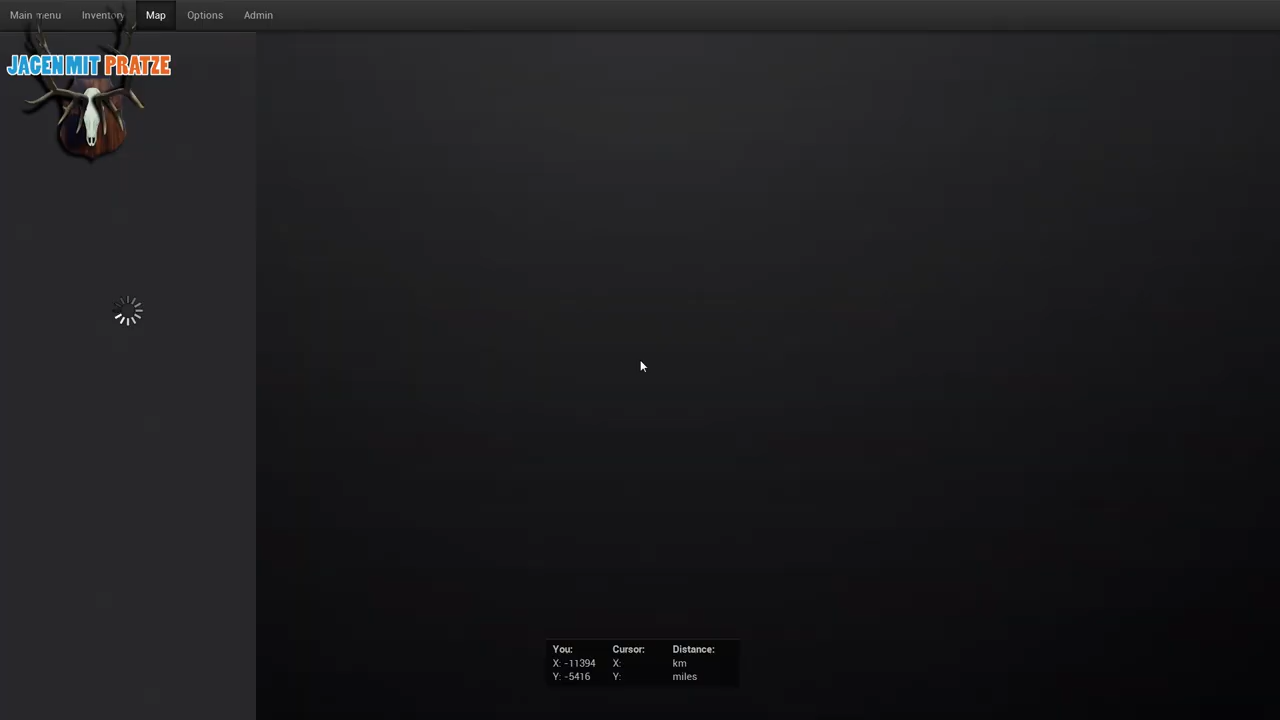 Main menu Inventory Map Options Admin
JAGEN MIT PRATZE
You: Cursor: Distance:
X: -11394 X: km
Y: -5416 Y: miles